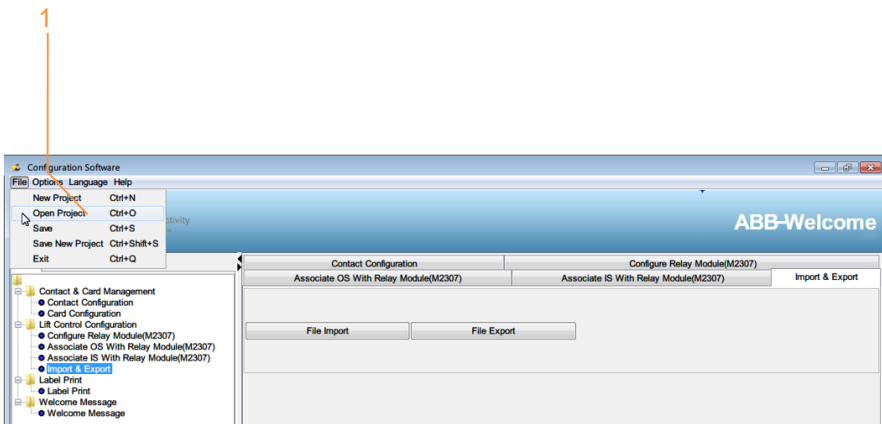 1
Configuration Software
File Options Language Help
New Project Ctrl+N
Open Project Ctrl+O
Save Ctrl+S
Save New Project Ctrl+Shift+S
Exit Ctrl+Q
ABB-Welcome
Contact Configuration Configure Relay Module(M2307)
Associate OS With Relay Module(M2307) Associate IS With Relay Module(M2307) Import & Export
Contact & Card Management
Contact Configuration
Card Configuration
Lift Control Configuration
Configure Relay Module(M2307)
Associate OS With Relay Module(M2307)
Associate IS With Relay Module(M2307)
Import & Export
Label Print
Label Print
Welcome Message
Welcome Message
File Import File Export